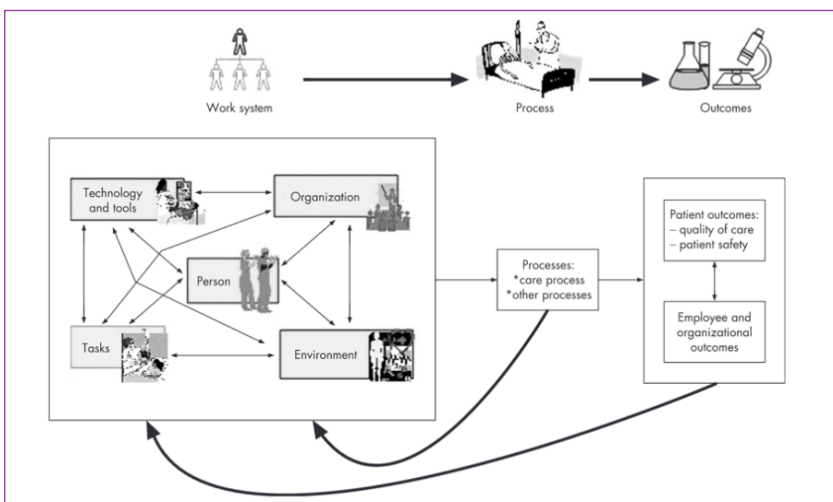 Work system
Process
Outcomes
Technology
and tools
Organization
Person
Tasks
Environment
Processes:
*care process
*other processes
Patient outcomes:
– quality of care
– patient safety
Employee and
organizational
outcomes